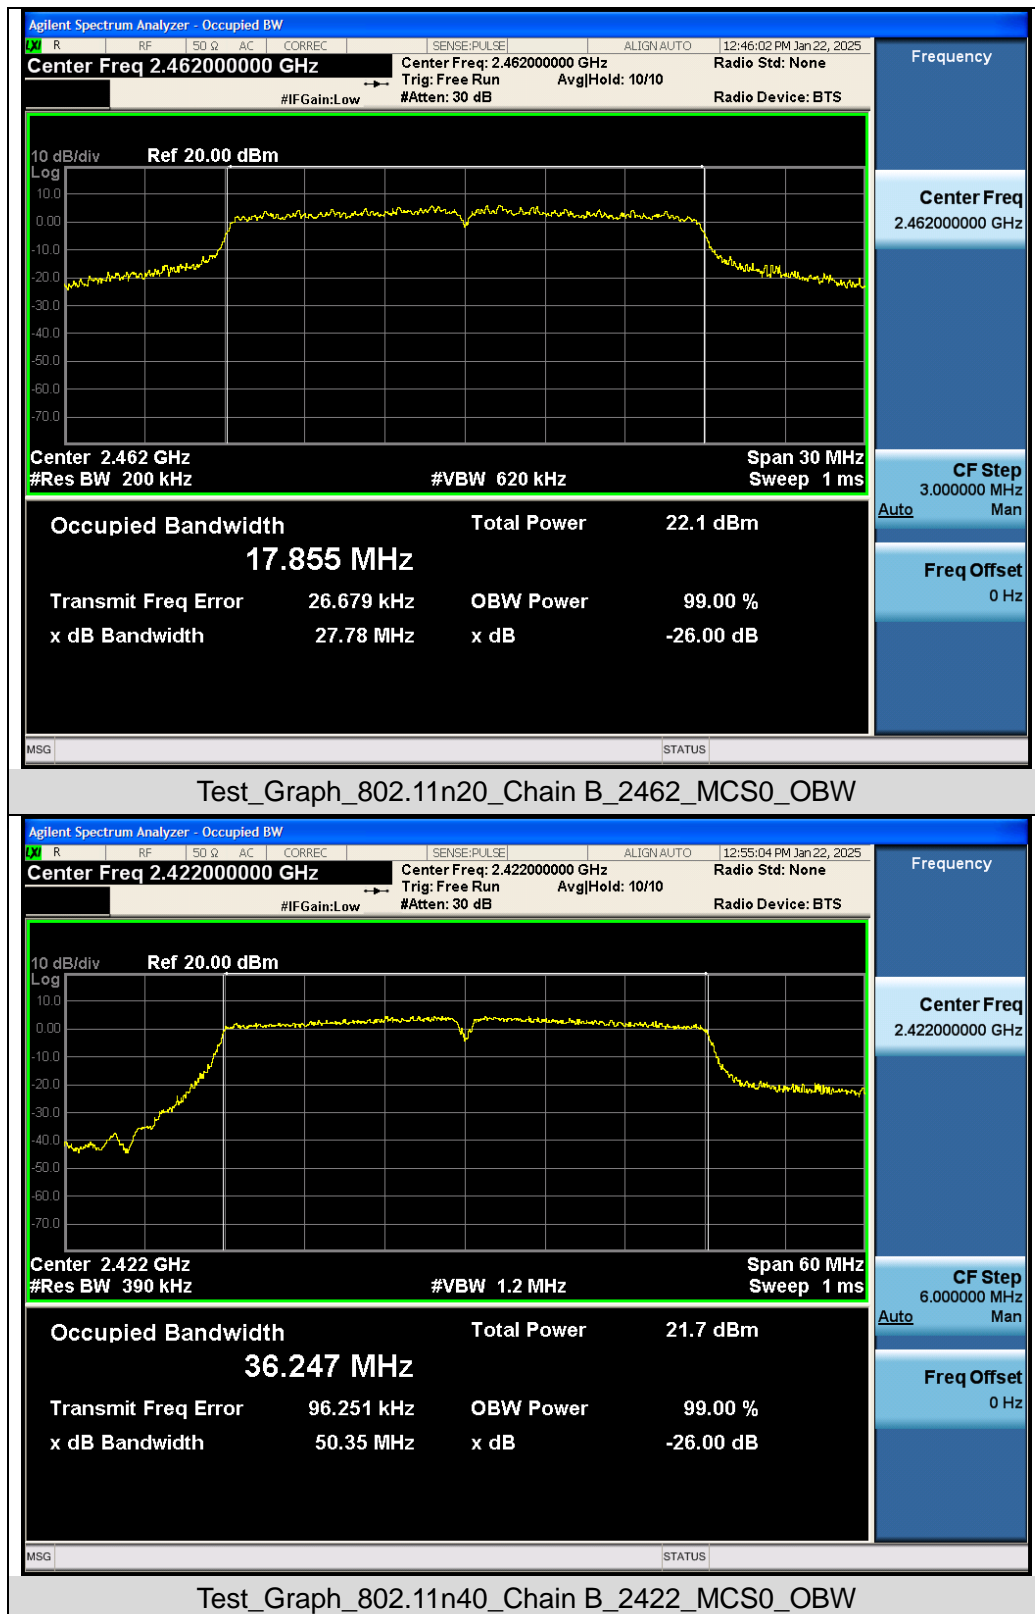 Agilent Spectrum Analyzer - Occupied BW
LXI R RF 50 Ω AC CORREC SENSE:PULSE ALIGN AUTO 12:46:02 PM Jan 22, 2025
Center Freq 2.462000000 GHz
Center Freq: 2.462000000 GHz
Radio Std: None
Trig: Free Run Avg|Hold: 10/10
#IFGain:Low #Atten: 30 dB Radio Device: BTS
10 dB/div Ref 20.00 dBm
Log
10.0
0.00
-10.0
-20.0
-30.0
-40.0
-50.0
-60.0
-70.0
Center 2.462 GHz Span 30 MHz
#Res BW 200 kHz #VBW 620 kHz Sweep 1 ms
Occupied Bandwidth Total Power 22.1 dBm
17.855 MHz
Transmit Freq Error 26.679 kHz OBW Power 99.00 %
x dB Bandwidth 27.78 MHz x dB -26.00 dB
MSG STATUS
Frequency
Center Freq
2.462000000 GHz
CF Step
3.000000 MHz
Auto Man
Freq Offset
0 Hz
Test_Graph_802.11n20_Chain B_2462_MCS0_OBW
Agilent Spectrum Analyzer - Occupied BW
LXI R RF 50 Ω AC CORREC SENSE:PULSE ALIGN AUTO 12:55:04 PM Jan 22, 2025
Center Freq 2.422000000 GHz
Center Freq: 2.422000000 GHz
Radio Std: None
Trig: Free Run Avg|Hold: 10/10
#IFGain:Low #Atten: 30 dB Radio Device: BTS
10 dB/div Ref 20.00 dBm
Log
10.0
0.00
-10.0
-20.0
-30.0
-40.0
-50.0
-60.0
-70.0
Center 2.422 GHz Span 60 MHz
#Res BW 390 kHz #VBW 1.2 MHz Sweep 1 ms
Occupied Bandwidth Total Power 21.7 dBm
36.247 MHz
Transmit Freq Error 96.251 kHz OBW Power 99.00 %
x dB Bandwidth 50.35 MHz x dB -26.00 dB
MSG STATUS
Frequency
Center Freq
2.422000000 GHz
CF Step
6.000000 MHz
Auto Man
Freq Offset
0 Hz
Test_Graph_802.11n40_Chain B_2422_MCS0_OBW